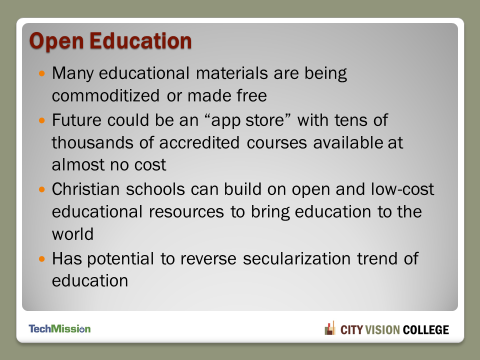 Open Education
• Many educational materials are being
commoditized or made free
• Future could be an “app store” with tens of
thousands of accredited courses available at
almost no cost
• Christian schools can build on open and low-cost
educational resources to bring education to the
world
• Has potential to reverse secularization trend of
education
TechMission
CITY VISION COLLEGE